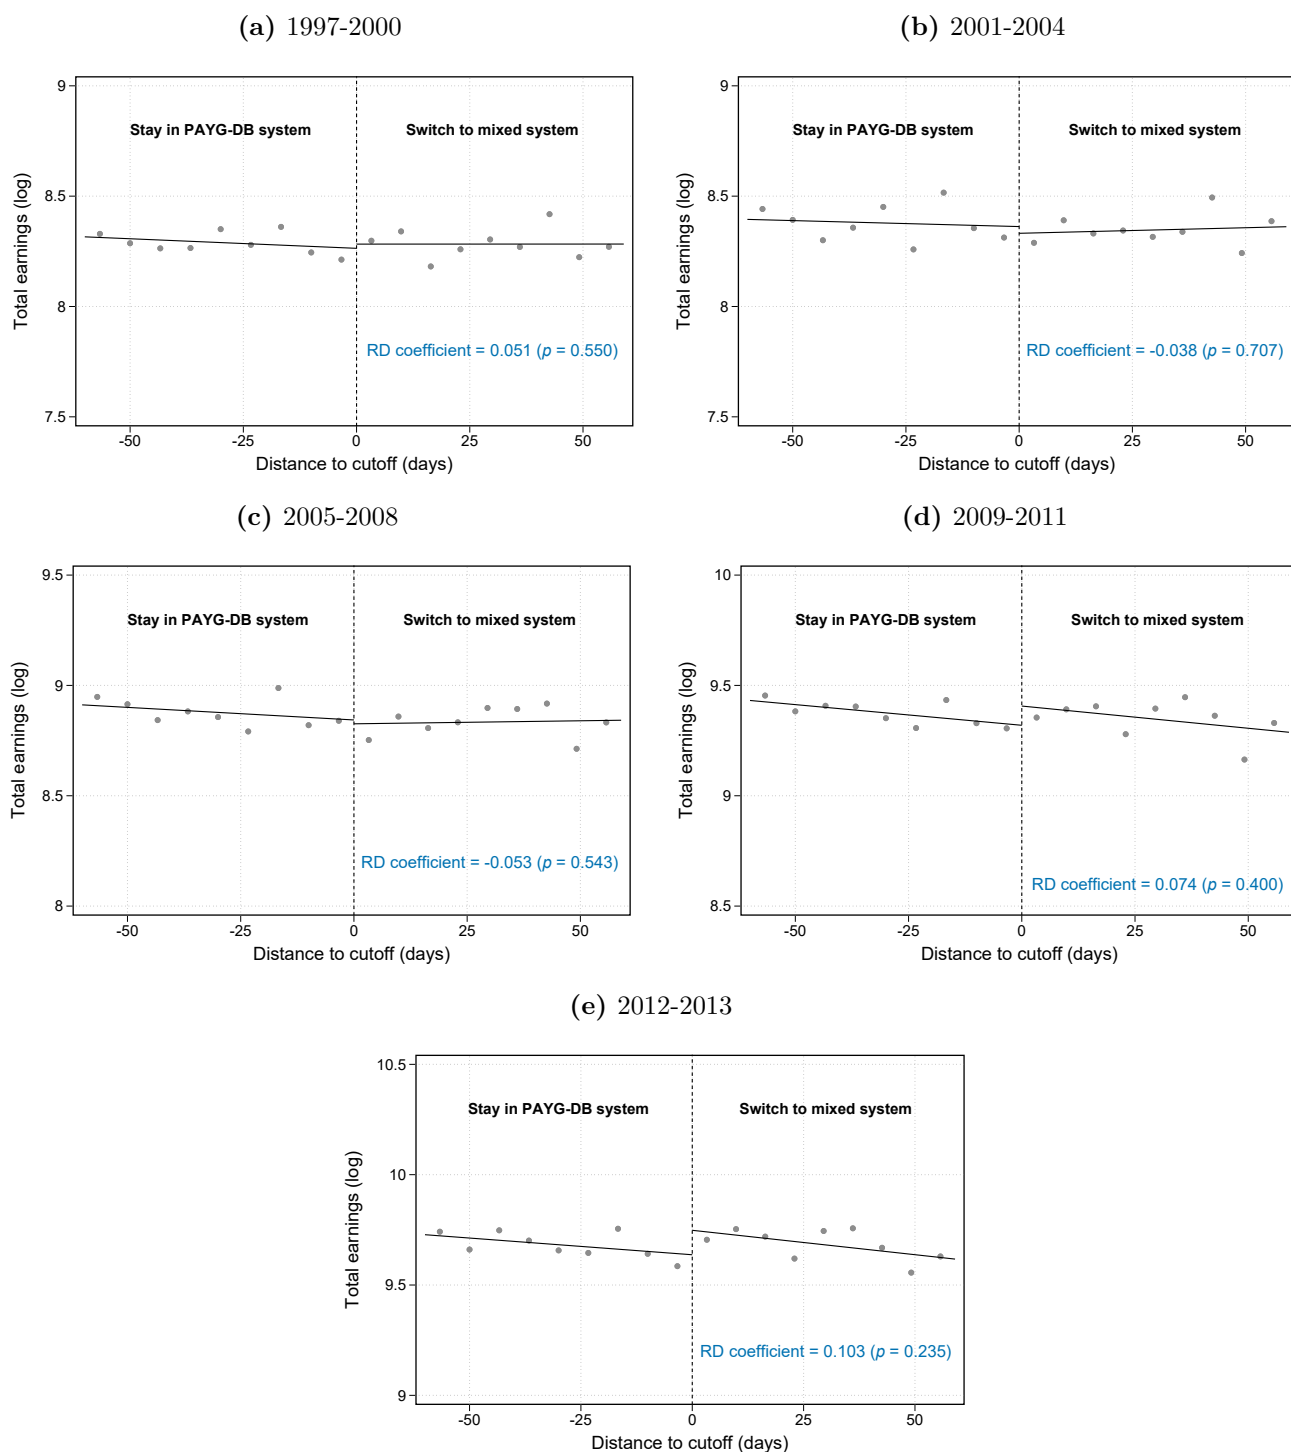 (a) 1997-2000
9
8.5
8
7.5
Total earnings (log)
Stay in PAYG-DB system
Switch to mixed system
RD coefficient = 0.051 (p = 0.550)
-50
-25
0
25
50
Distance to cutoff (days)
(b) 2001-2004
9
8.5
8
7.5
Total earnings (log)
Stay in PAYG-DB system
Switch to mixed system
RD coefficient = -0.038 (p = 0.707)
-50
-25
0
25
50
Distance to cutoff (days)
(c) 2005-2008
9.5
9
8.5
8
Total earnings (log)
Stay in PAYG-DB system
Switch to mixed system
RD coefficient = -0.053 (p = 0.543)
-50
-25
0
25
50
Distance to cutoff (days)
(d) 2009-2011
10
9.5
9
8.5
Total earnings (log)
Stay in PAYG-DB system
Switch to mixed system
RD coefficient = 0.074 (p = 0.400)
-50
-25
0
25
50
Distance to cutoff (days)
(e) 2012-2013
10.5
10
9.5
9
Total earnings (log)
Stay in PAYG-DB system
Switch to mixed system
RD coefficient = 0.103 (p = 0.235)
-50
-25
0
25
50
Distance to cutoff (days)